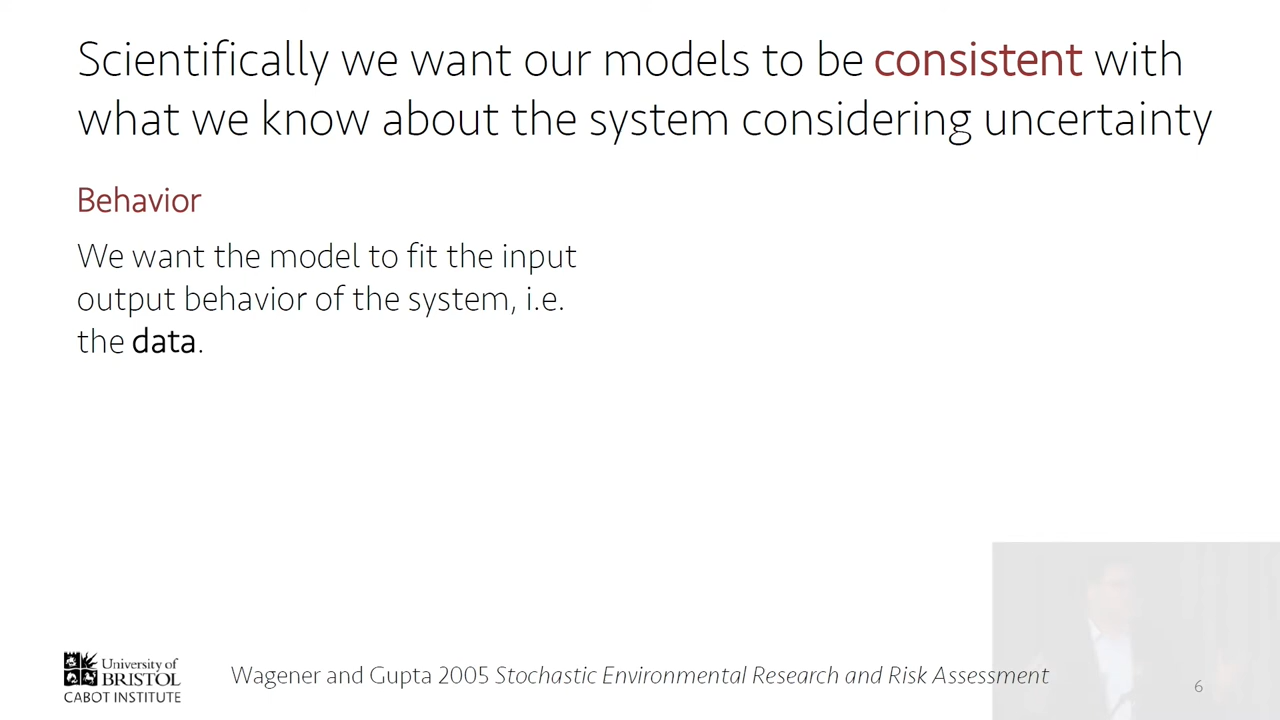 Scientifically we want our models to be consistent with
what we know about the system considering uncertainty
Behavior
We want the model to fit the input
output behavior of the system, i.e.
the data.
University of
BRISTOL
CABOT INSTITUTE
Wagener and Gupta 2005 Stochastic Environmental Research and Risk Assessment
6